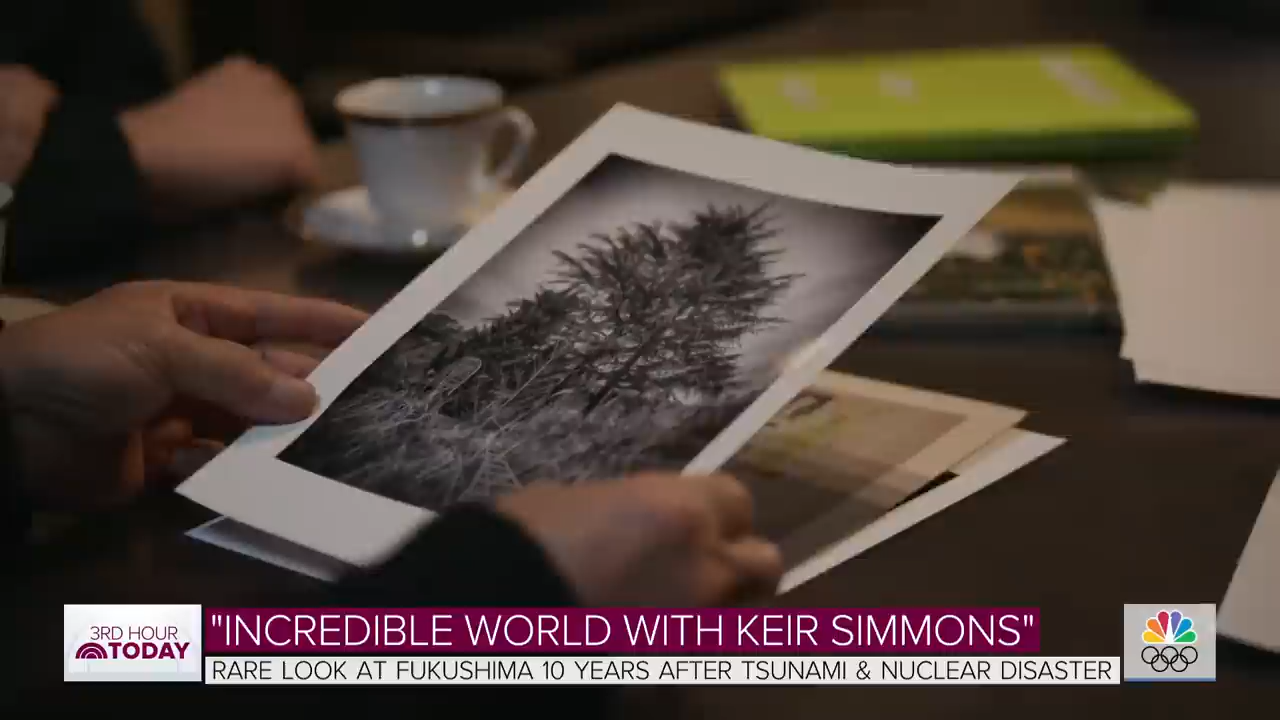 3RD HOUR
TODAY
"INCREDIBLE WORLD WITH KEIR SIMMONS"
RARE LOOK AT FUKUSHIMA 10 YEARS AFTER TSUNAMI & NUCLEAR DISASTER